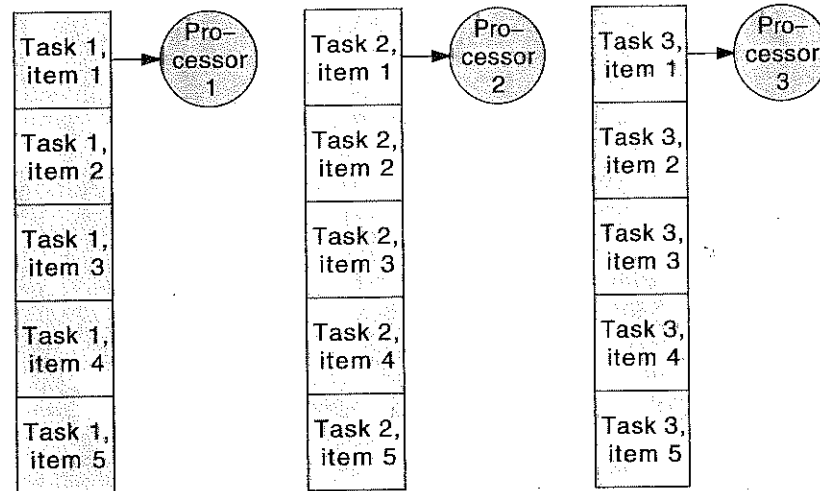 Task 1,
item 1
Pro-
cessor
1
Task 1,
item 2
Task 1,
item 3
Task 1,
item 4
Task 1,
item 5
Task 2,
item 1
Pro-
cessor
2
Task 2,
item 2
Task 2,
item 3
Task 2,
item 4
Task 2,
item 5
Task 3,
item 1
Pro-
cessor
3
Task 3,
item 2
Task 3,
item 3
Task 3,
item 4
Task 3,
item 5